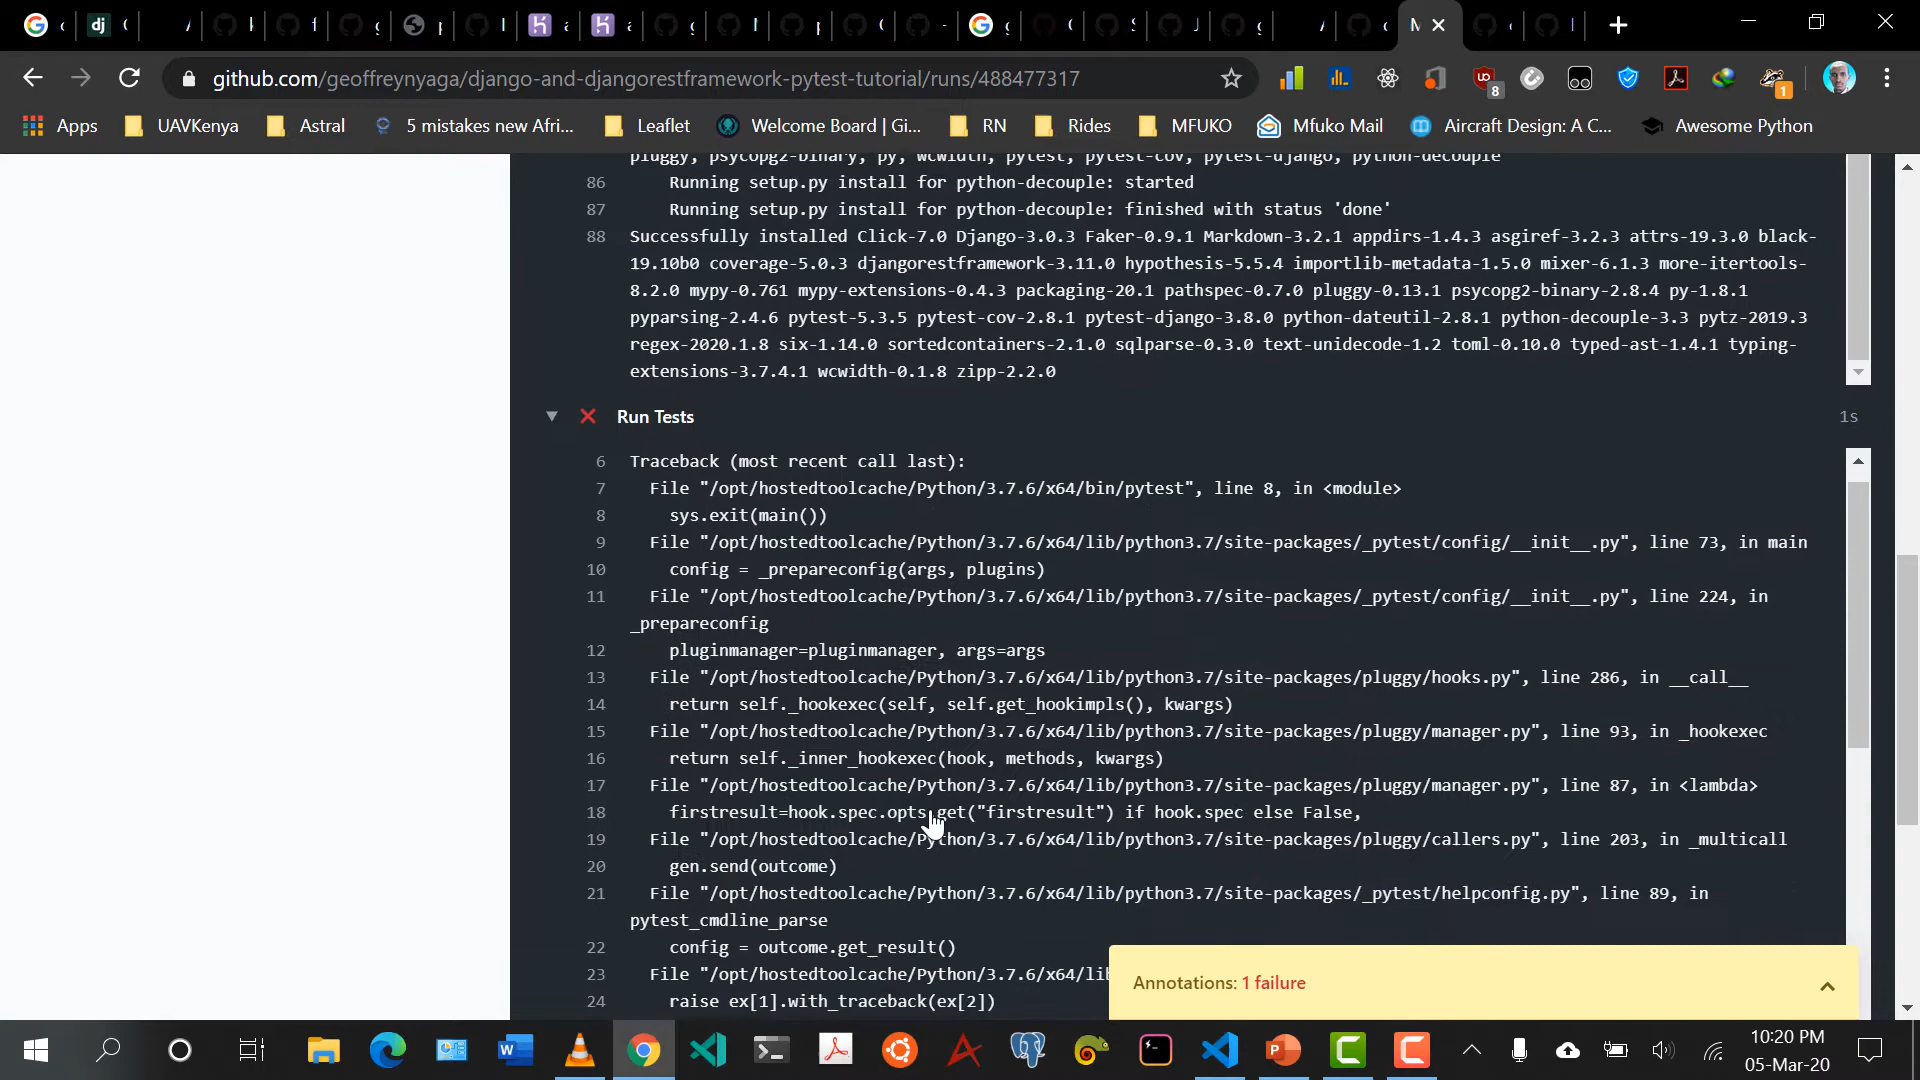 github.com/geoffreynyaga/django-and-djangorestframework-pytest-tutorial/runs/488477317
Apps UAVKenya Astral 5 mistakes new Afri... Leaflet Welcome Board | Gi... RN Rides MFUKO Mfuko Mail Aircraft Design: A C... Awesome Python
pluggy, psycopg2-binary, py, wcwidth, pytest, pytest-cov, pytest-django, python-decouple
86 Running setup.py install for python-decouple: started
87 Running setup.py install for python-decouple: finished with status 'done'
88 Successfully installed Click-7.0 Django-3.0.3 Faker-0.9.1 Markdown-3.2.1 appdirs-1.4.3 asgiref-3.2.3 attrs-19.3.0 black-
19.10b0 coverage-5.0.3 djangorestframework-3.11.0 hypothesis-5.5.4 importlib-metadata-1.5.0 mixer-6.1.3 more-itertools-
8.2.0 mypy-0.761 mypy-extensions-0.4.3 packaging-20.1 pathspec-0.7.0 pluggy-0.13.1 psycopg2-binary-2.8.4 py-1.8.1
pyparsing-2.4.6 pytest-5.3.5 pytest-cov-2.8.1 pytest-django-3.8.0 python-dateutil-2.8.1 python-decouple-3.3 pytz-2019.3
regex-2020.1.8 six-1.14.0 sortedcontainers-2.1.0 sqlparse-0.3.0 text-unidecode-1.2 toml-0.10.0 typed-ast-1.4.1 typing-
extensions-3.7.4.1 wcwidth-0.1.8 zipp-2.2.0
Run Tests 1s
6 Traceback (most recent call last):
7 File "/opt/hostedtoolcache/Python/3.7.6/x64/bin/pytest", line 8, in <module>
8 sys.exit(main())
9 File "/opt/hostedtoolcache/Python/3.7.6/x64/lib/python3.7/site-packages/_pytest/config/__init__.py", line 73, in main
10 config = _prepareconfig(args, plugins)
11 File "/opt/hostedtoolcache/Python/3.7.6/x64/lib/python3.7/site-packages/_pytest/config/__init__.py", line 224, in
_prepareconfig
12 pluginmanager=pluginmanager, args=args
13 File "/opt/hostedtoolcache/Python/3.7.6/x64/lib/python3.7/site-packages/pluggy/hooks.py", line 286, in __call__
14 return self._hookexec(self, self.get_hookimpls(), kwargs)
15 File "/opt/hostedtoolcache/Python/3.7.6/x64/lib/python3.7/site-packages/pluggy/manager.py", line 93, in _hookexec
16 return self._inner_hookexec(hook, methods, kwargs)
17 File "/opt/hostedtoolcache/Python/3.7.6/x64/lib/python3.7/site-packages/pluggy/manager.py", line 87, in <lambda>
18 firstresult=hook.spec.opts.get("firstresult") if hook.spec else False,
19 File "/opt/hostedtoolcache/Python/3.7.6/x64/lib/python3.7/site-packages/pluggy/callers.py", line 203, in _multicall
20 gen.send(outcome)
21 File "/opt/hostedtoolcache/Python/3.7.6/x64/lib/python3.7/site-packages/_pytest/helpconfig.py", line 89, in
pytest_cmdline_parse
22 config = outcome.get_result()
23 File "/opt/hostedtoolcache/Python/3.7.6/x64/lib
24 raise ex[1].with_traceback(ex[2])
Annotations: 1 failure
10:20 PM
05-Mar-20